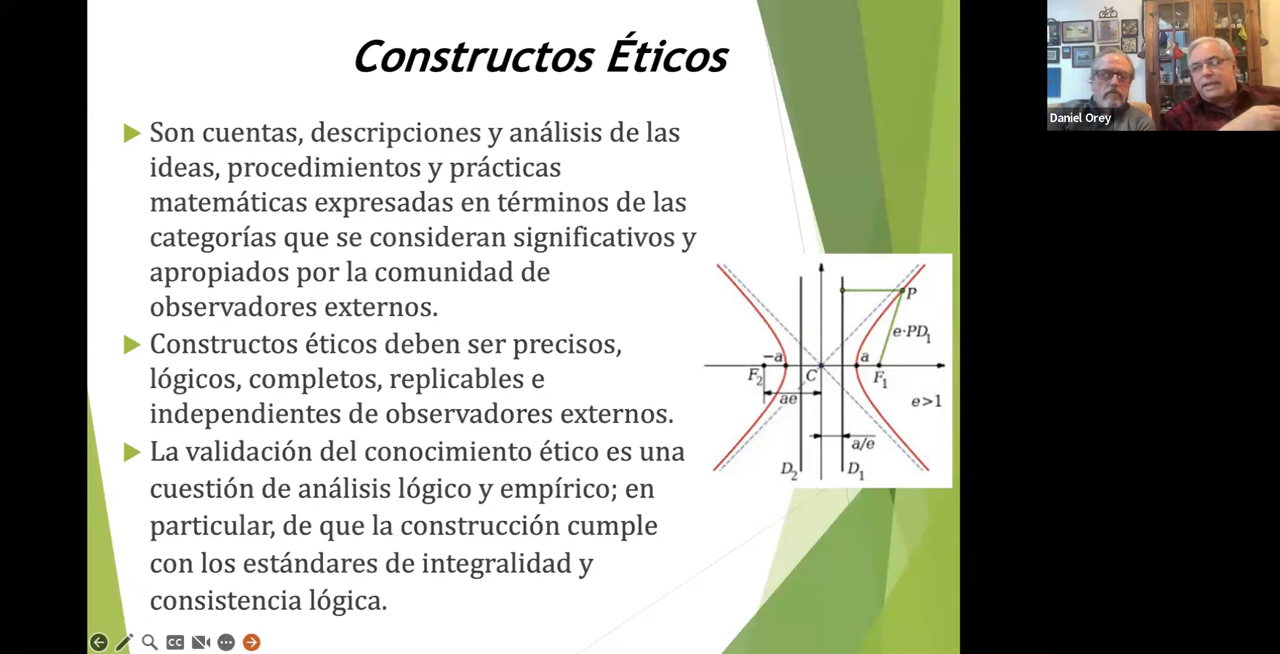 Constructos Éticos
Son cuentas, descripciones y análisis de las
ideas, procedimientos y prácticas
matemáticas expresadas en términos de las
categorías que se consideran significativos y
apropiados por la comunidad de
observadores externos.
Constructos éticos deben ser precisos,
lógicos, completos, replicables e
independientes de observadores externos.
La validación del conocimiento ético es una
cuestión de análisis lógico y empírico; en
particular, de que la construcción cumple
con los estándares de integralidad y
consistencia lógica.
P
e·PD1
-a
a
F2
C
F1
ae
e>1
a/e
D2
D1
Daniel Orey
CC